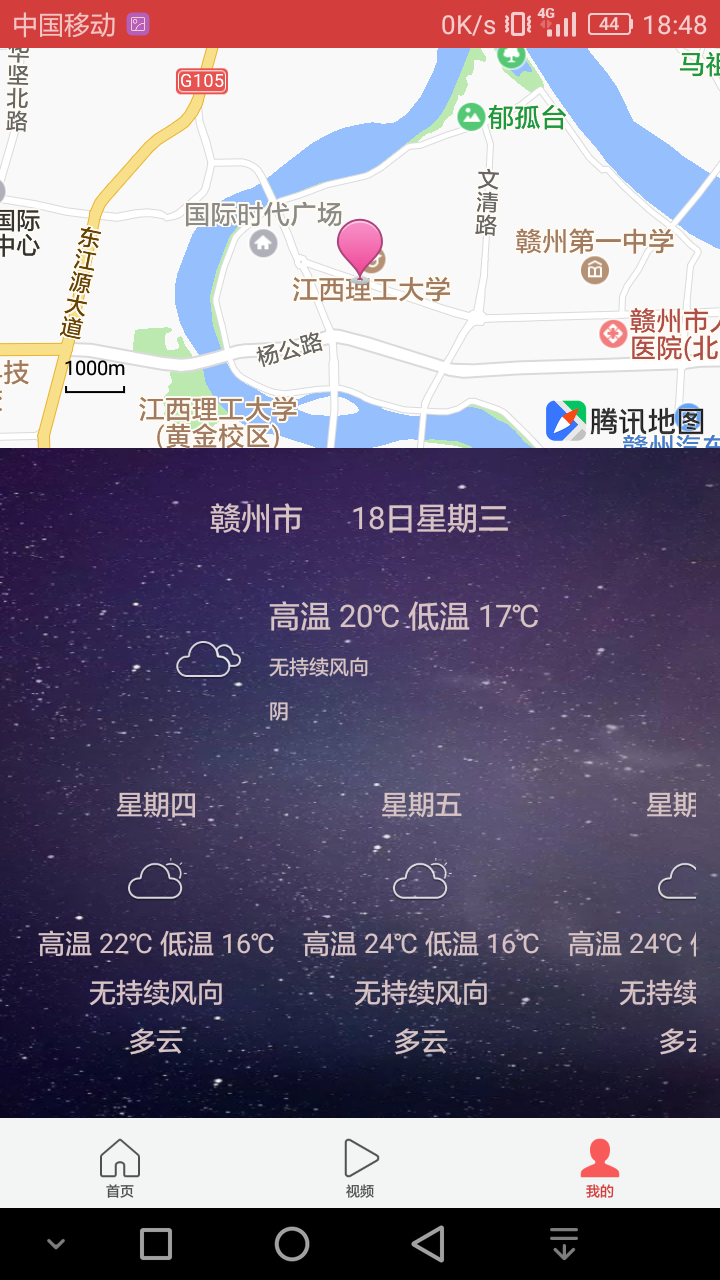 中国移动 0K/s 4G 44 18:48
华坚北路
G105
马祖
郁孤台
文清路
国际时代广场
国际
中心
赣州第一中学
东江源大道
江西理工大学
赣州市人
医院(北
杨公路
科技
1000m
江西理工大学
(黄金校区)
腾讯地图
赣州汽车
赣州市 18日星期三
高温 20℃ 低温 17℃
无持续风向
阴
星期四 星期五 星期
高温 22℃ 低温 16℃ 高温 24℃ 低温 16℃ 高温 24℃
无持续风向 无持续风向 无持续
多云 多云 多云
首页 视频 我的